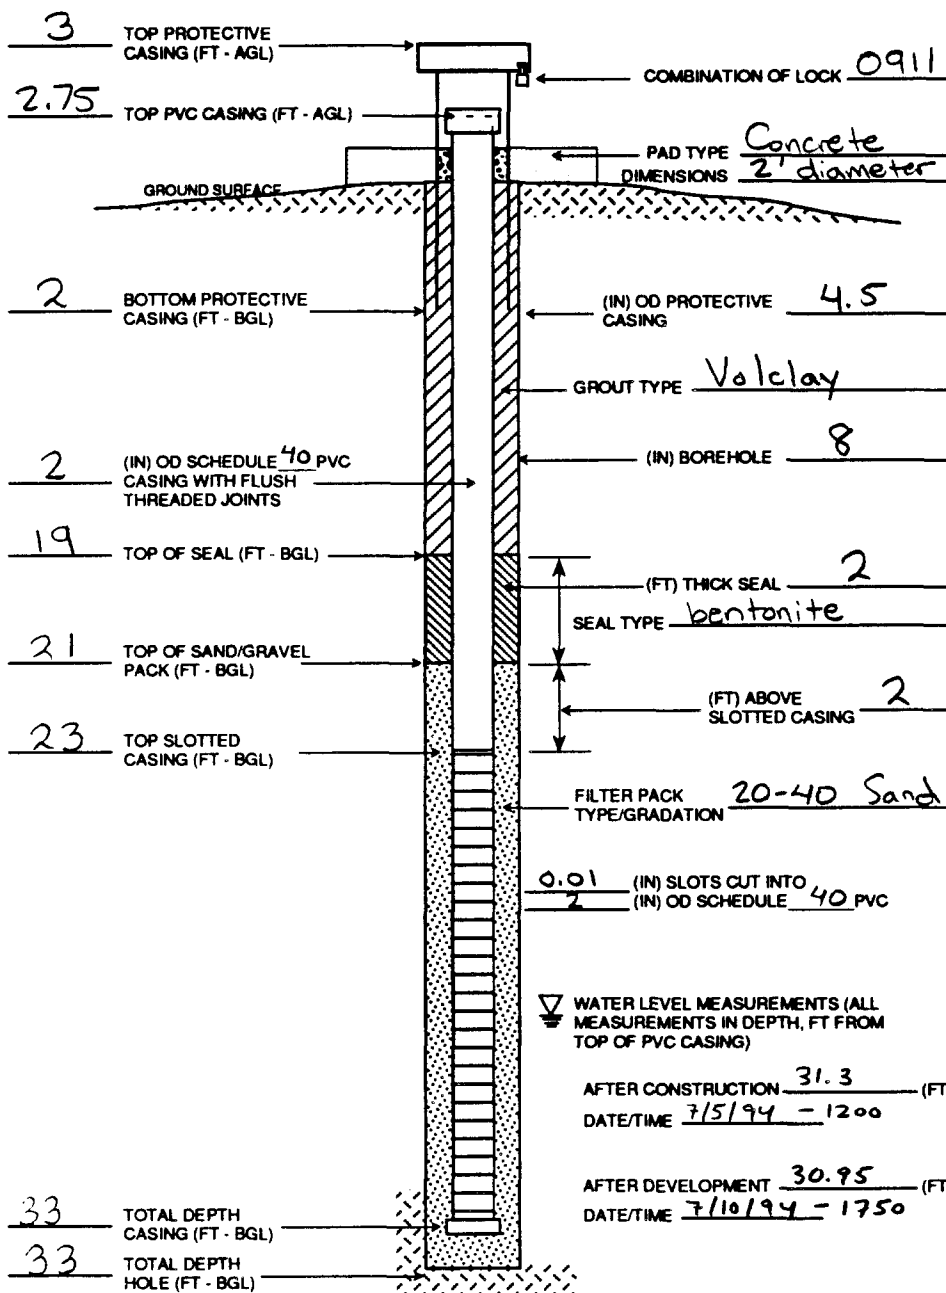 3 TOP PROTECTIVE
CASING (FT - AGL)
COMBINATION OF LOCK 0911
2.75 TOP PVC CASING (FT - AGL)
PAD TYPE Concrete
DIMENSIONS 2' diameter
GROUND SURFACE
2 BOTTOM PROTECTIVE
CASING (FT - BGL)
(IN) OD PROTECTIVE 4.5
CASING
GROUT TYPE Volclay
2 (IN) OD SCHEDULE 40 PVC
CASING WITH FLUSH
THREADED JOINTS
(IN) BOREHOLE 8
19 TOP OF SEAL (FT - BGL)
(FT) THICK SEAL 2
SEAL TYPE bentonite
21 TOP OF SAND/GRAVEL
PACK (FT - BGL)
(FT) ABOVE 2
SLOTTED CASING
23 TOP SLOTTED
CASING (FT - BGL)
FILTER PACK 20-40 Sand
TYPE/GRADATION
0.01 (IN) SLOTS CUT INTO
2 (IN) OD SCHEDULE 40 PVC
WATER LEVEL MEASUREMENTS (ALL
MEASUREMENTS IN DEPTH, FT FROM
TOP OF PVC CASING)
AFTER CONSTRUCTION 31.3 (FT
DATE/TIME 7/5/94 - 1200
AFTER DEVELOPMENT 30.95 (FT
DATE/TIME 7/10/94 - 1750
33 TOTAL DEPTH
CASING (FT - BGL)
33 TOTAL DEPTH
HOLE (FT - BGL)